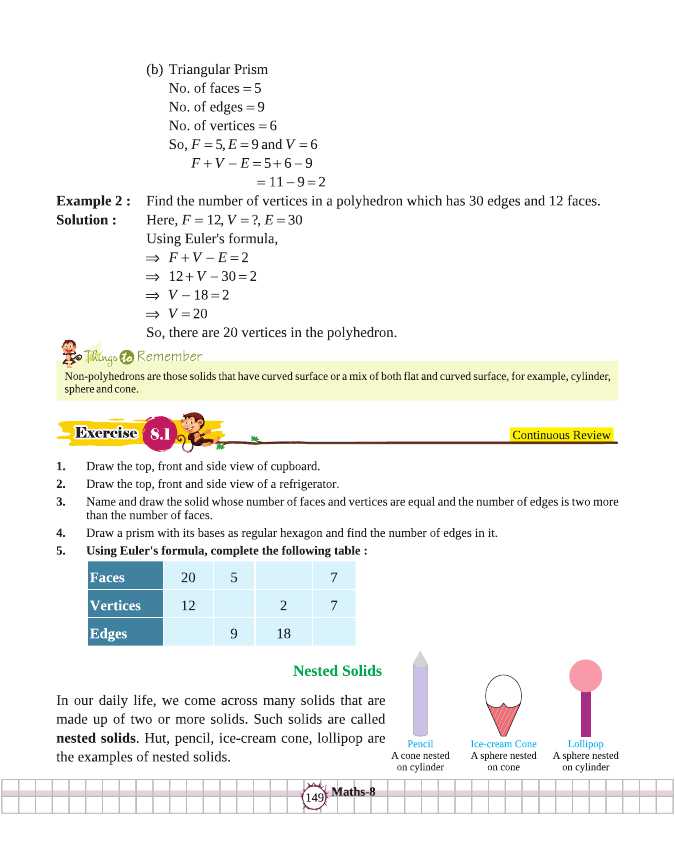 (b) Triangular Prism
No. of faces = 5
No. of edges = 9
No. of vertices = 6
So, F = 5, E = 9 and V = 6
F + V − E = 5 + 6 − 9
= 11 − 9 = 2
Example 2 : Find the number of vertices in a polyhedron which has 30 edges and 12 faces.
Solution : Here, F = 12, V = ?, E = 30
Using Euler's formula,
⇒ F + V − E = 2
⇒ 12 + V − 30 = 2
⇒ V − 18 = 2
⇒ V = 20
So, there are 20 vertices in the polyhedron.
Things to Remember
Non-polyhedrons are those solids that have curved surface or a mix of both flat and curved surface, for example, cylinder,
sphere and cone.
Exercise 8.1
Continuous Review
1. Draw the top, front and side view of cupboard.
2. Draw the top, front and side view of a refrigerator.
3. Name and draw the solid whose number of faces and vertices are equal and the number of edges is two more
than the number of faces.
4. Draw a prism with its bases as regular hexagon and find the number of edges in it.
5. Using Euler's formula, complete the following table :
Faces 20 5 7
Vertices 12 2 7
Edges 9 18
Nested Solids
In our daily life, we come across many solids that are
made up of two or more solids. Such solids are called
nested solids. Hut, pencil, ice-cream cone, lollipop are
the examples of nested solids.
Pencil
A cone nested
on cylinder
Ice-cream Cone
A sphere nested
on cone
Lollipop
A sphere nested
on cylinder
149 Maths-8